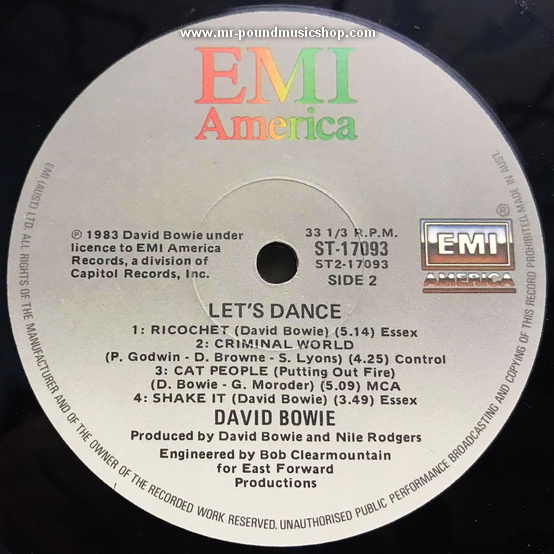 www.mr-poundmusicshop.com
EMI
America
℗ 1983 David Bowie under
licence to EMI America
Records, a division of
Capitol Records, Inc.
33 1/3 R.P.M.
ST-17093
ST2-17093
SIDE 2
®
EMI
AMERICA
LET'S DANCE
1: RICOCHET (David Bowie) (5.14) Essex
2: CRIMINAL WORLD
(P. Godwin - D. Browne - S. Lyons) (4.25) Control
3: CAT PEOPLE (Putting Out Fire)
(D. Bowie - G. Moroder) (5.09) MCA
4: SHAKE IT (David Bowie) (3.49) Essex
DAVID BOWIE
Produced by David Bowie and Nile Rodgers
Engineered by Bob Clearmountain
for East Forward
Productions
EMI (AUST) LTD. ALL RIGHTS OF THE MANUFACTURER AND OF THE OWNER OF THE RECORDED WORK RESERVED. UNAUTHORISED PUBLIC PERFORMANCE BROADCASTING AND COPYING OF THIS RECORD PROHIBITED. MADE IN AUST.